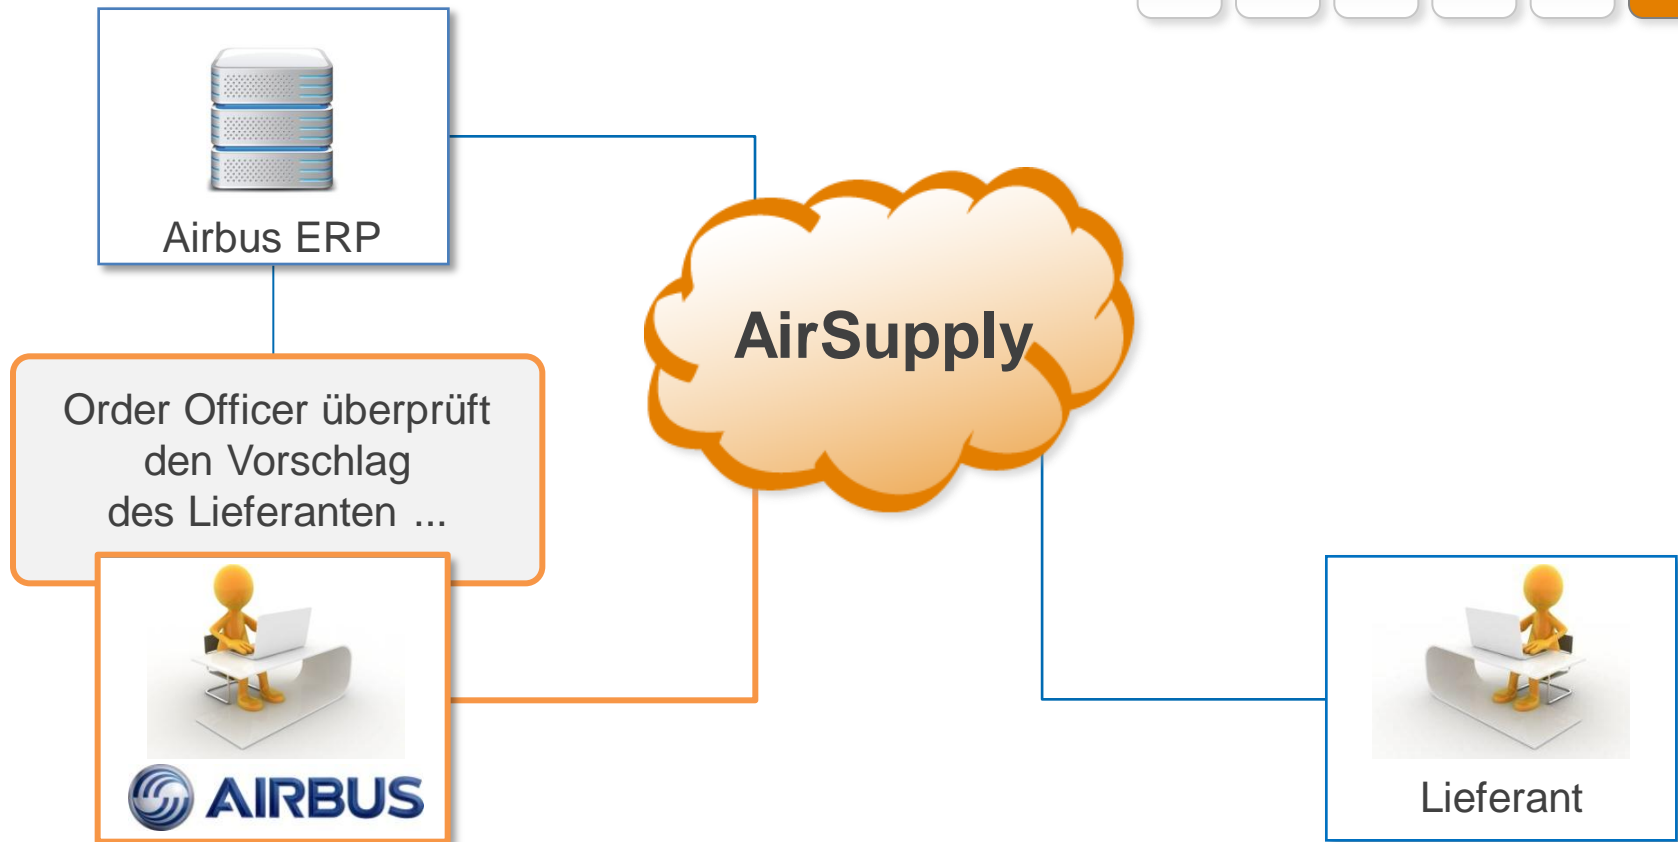 Airbus ERP
AirSupply
Order Officer überprüft
den Vorschlag
des Lieferanten ...
AIRBUS
Lieferant